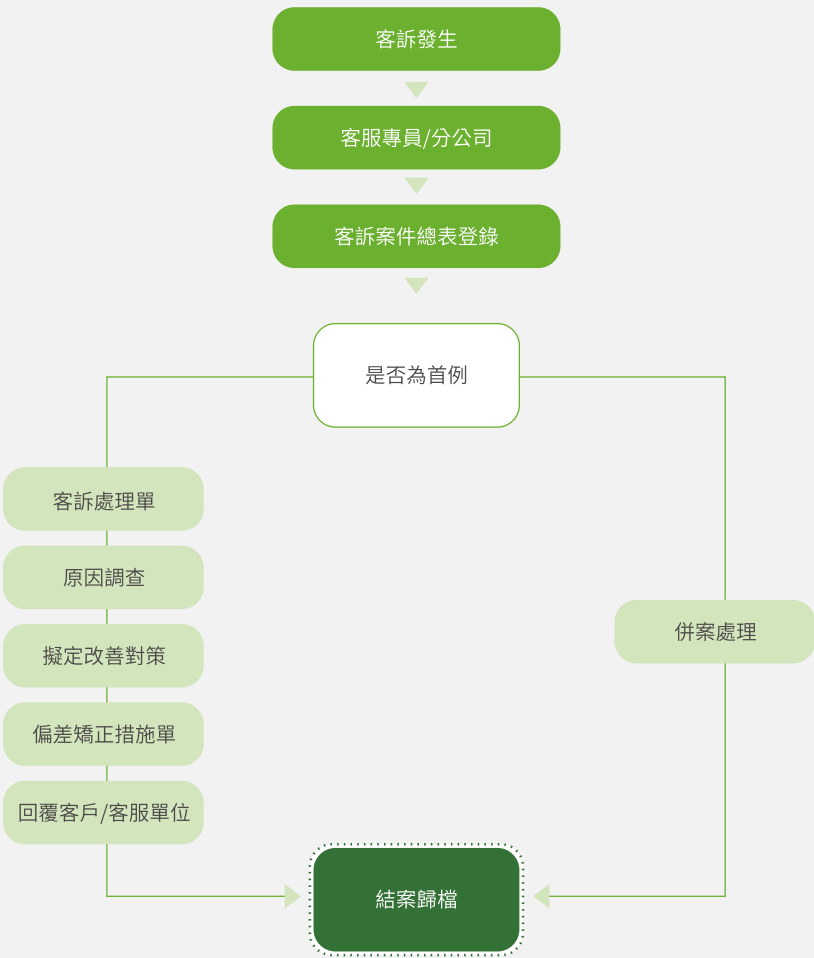 客訴發生
客服專員/分公司
客訴案件總表登錄
是否為首例
客訴處理單
原因調查
擬定改善對策
偏差矯正措施單
回覆客戶/客服單位
併案處理
結案歸檔